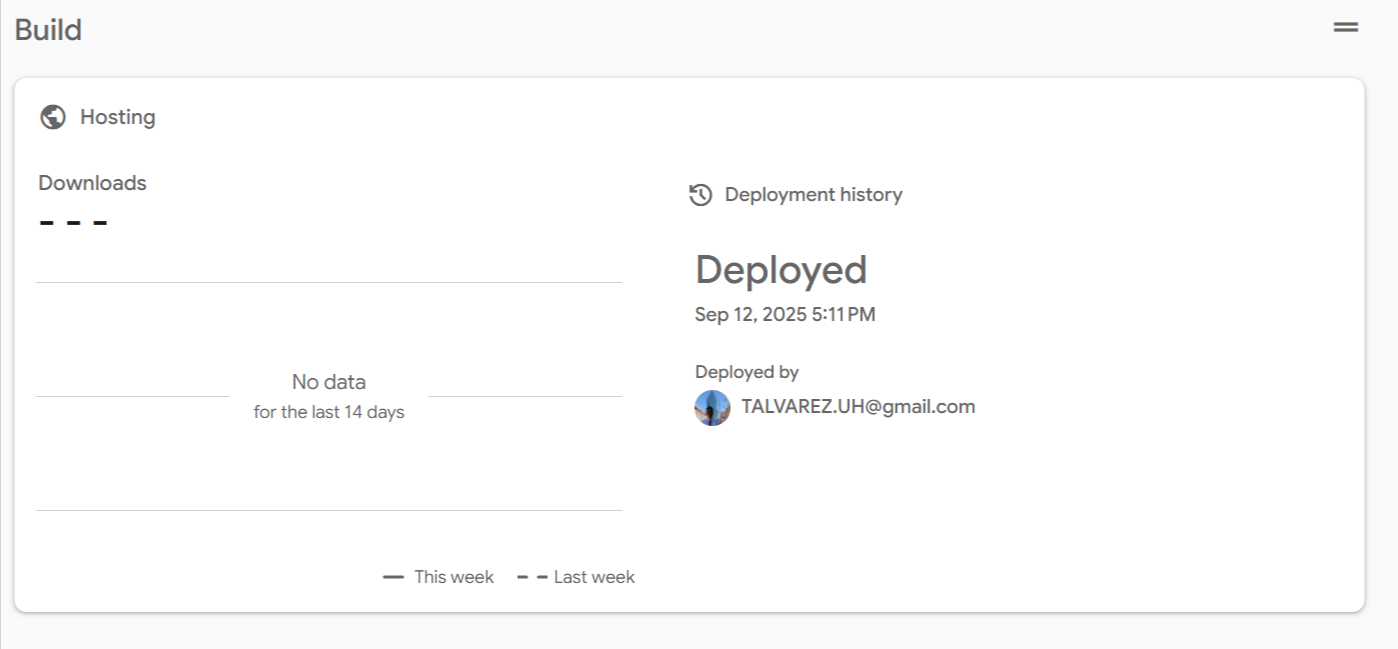 Build
Hosting
Downloads
- - -
No data
for the last 14 days
This week
Last week
Deployment history
Deployed
Sep 12, 2025 5:11 PM
Deployed by
TALVAREZ.UH@gmail.com